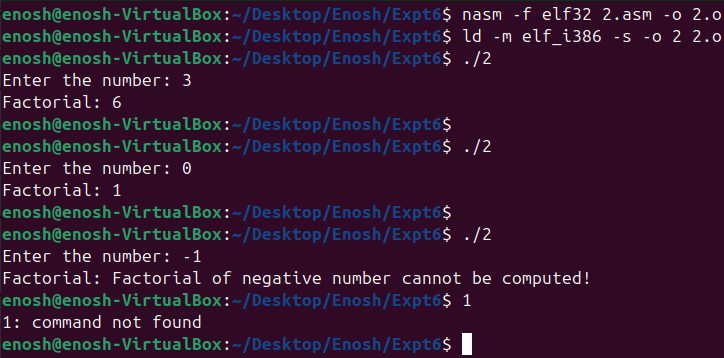 enosh@enosh-VirtualBox:~/Desktop/Enosh/Expt6$ nasm -f elf32 2.asm -o 2.o
enosh@enosh-VirtualBox:~/Desktop/Enosh/Expt6$ ld -m elf_i386 -s -o 2 2.o
enosh@enosh-VirtualBox:~/Desktop/Enosh/Expt6$ ./2
Enter the number: 3
Factorial: 6
enosh@enosh-VirtualBox:~/Desktop/Enosh/Expt6$
enosh@enosh-VirtualBox:~/Desktop/Enosh/Expt6$ ./2
Enter the number: 0
Factorial: 1
enosh@enosh-VirtualBox:~/Desktop/Enosh/Expt6$
enosh@enosh-VirtualBox:~/Desktop/Enosh/Expt6$ ./2
Enter the number: -1
Factorial: Factorial of negative number cannot be computed!
enosh@enosh-VirtualBox:~/Desktop/Enosh/Expt6$ 1
1: command not found
enosh@enosh-VirtualBox:~/Desktop/Enosh/Expt6$